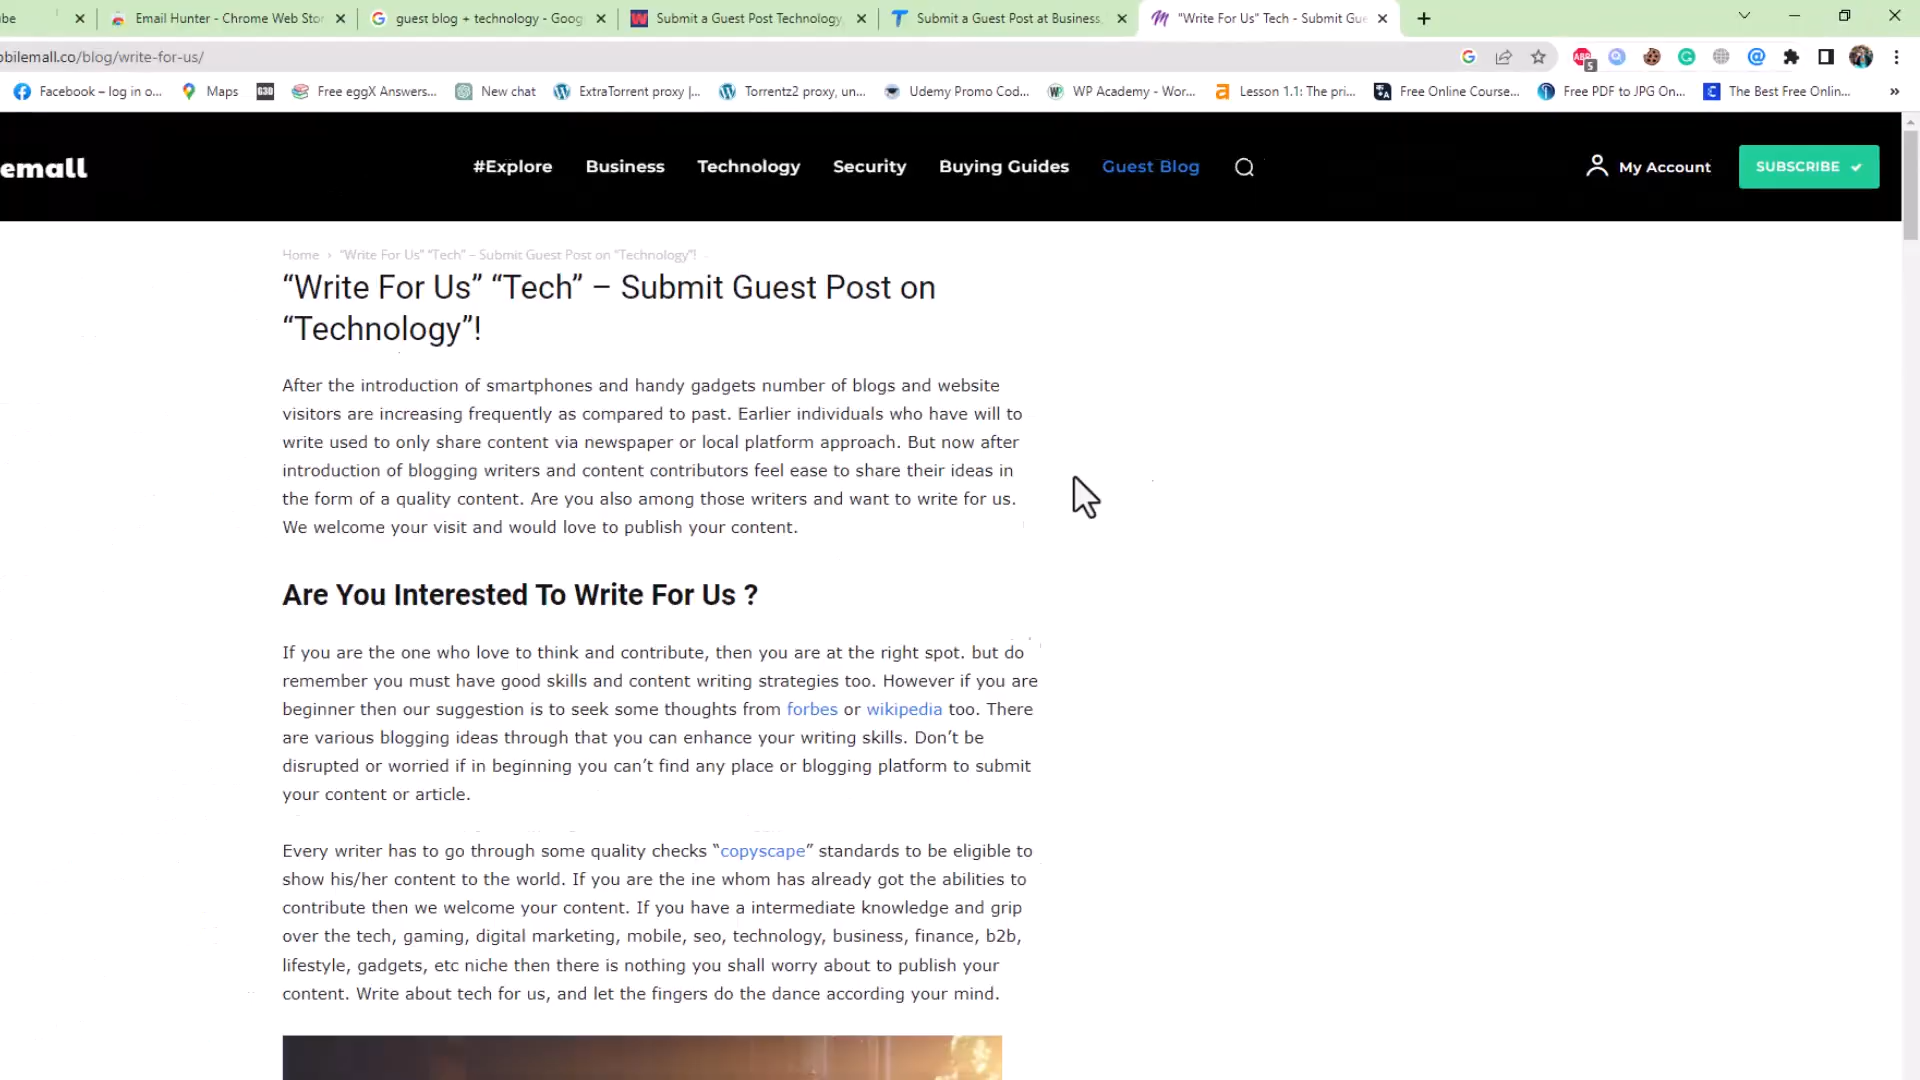 be
Email Hunter - Chrome Web Sto
guest blog + technology - Goog
Submit a Guest Post Technology,
Submit a Guest Post at Business,
"Write For Us" Tech - Submit Gue
obilemall.co/blog/write-for-us/
Facebook – log in o...
Maps
G30
Free eggX Answers...
New chat
ExtraTorrent proxy |...
Torrentz2 proxy, un...
Udemy Promo Cod...
WP Academy - Wor...
Lesson 1.1: The pri...
Free Online Course...
Free PDF to JPG On...
The Best Free Onlin...
emall
#Explore
Business
Technology
Security
Buying Guides
Guest Blog
My Account
SUBSCRIBE
Home › “Write For Us” “Tech” – Submit Guest Post on “Technology”!
“Write For Us” “Tech” – Submit Guest Post on
“Technology”!
After the introduction of smartphones and handy gadgets number of blogs and website
visitors are increasing frequently as compared to past. Earlier individuals who have will to
write used to only share content via newspaper or local platform approach. But now after
introduction of blogging writers and content contributors feel ease to share their ideas in
the form of a quality content. Are you also among those writers and want to write for us.
We welcome your visit and would love to publish your content.
Are You Interested To Write For Us ?
If you are the one who love to think and contribute, then you are at the right spot. but do
remember you must have good skills and content writing strategies too. However if you are
beginner then our suggestion is to seek some thoughts from forbes or wikipedia too. There
are various blogging ideas through that you can enhance your writing skills. Don’t be
disrupted or worried if in beginning you can’t find any place or blogging platform to submit
your content or article.
Every writer has to go through some quality checks “copyscape” standards to be eligible to
show his/her content to the world. If you are the ine whom has already got the abilities to
contribute then we welcome your content. If you have a intermediate knowledge and grip
over the tech, gaming, digital marketing, mobile, seo, technology, business, finance, b2b,
lifestyle, gadgets, etc niche then there is nothing you shall worry about to publish your
content. Write about tech for us, and let the fingers do the dance according your mind.